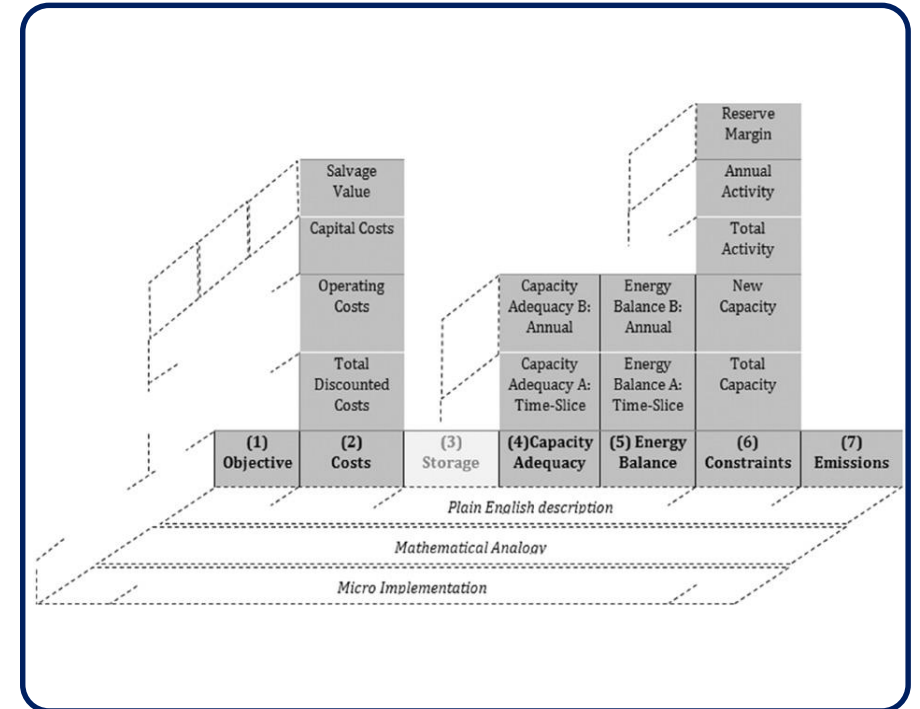 Reserve
Margin
Salvage
Value
Annual
Activity
Capital Costs
Total
Activity
Operating
Costs
Capacity
Adequacy B:
Annual
Energy
Balance B:
Annual
New
Capacity
Total
Discounted
Costs
Capacity
Adequacy A:
Time-Slice
Energy
Balance A:
Time-Slice
Total
Capacity
(1)
Objective
(2)
Costs
(3)
Storage
(4)Capacity
Adequacy
(5) Energy
Balance
(6)
Constraints
(7)
Emissions
Plain English description
Mathematical Analogy
Micro Implementation